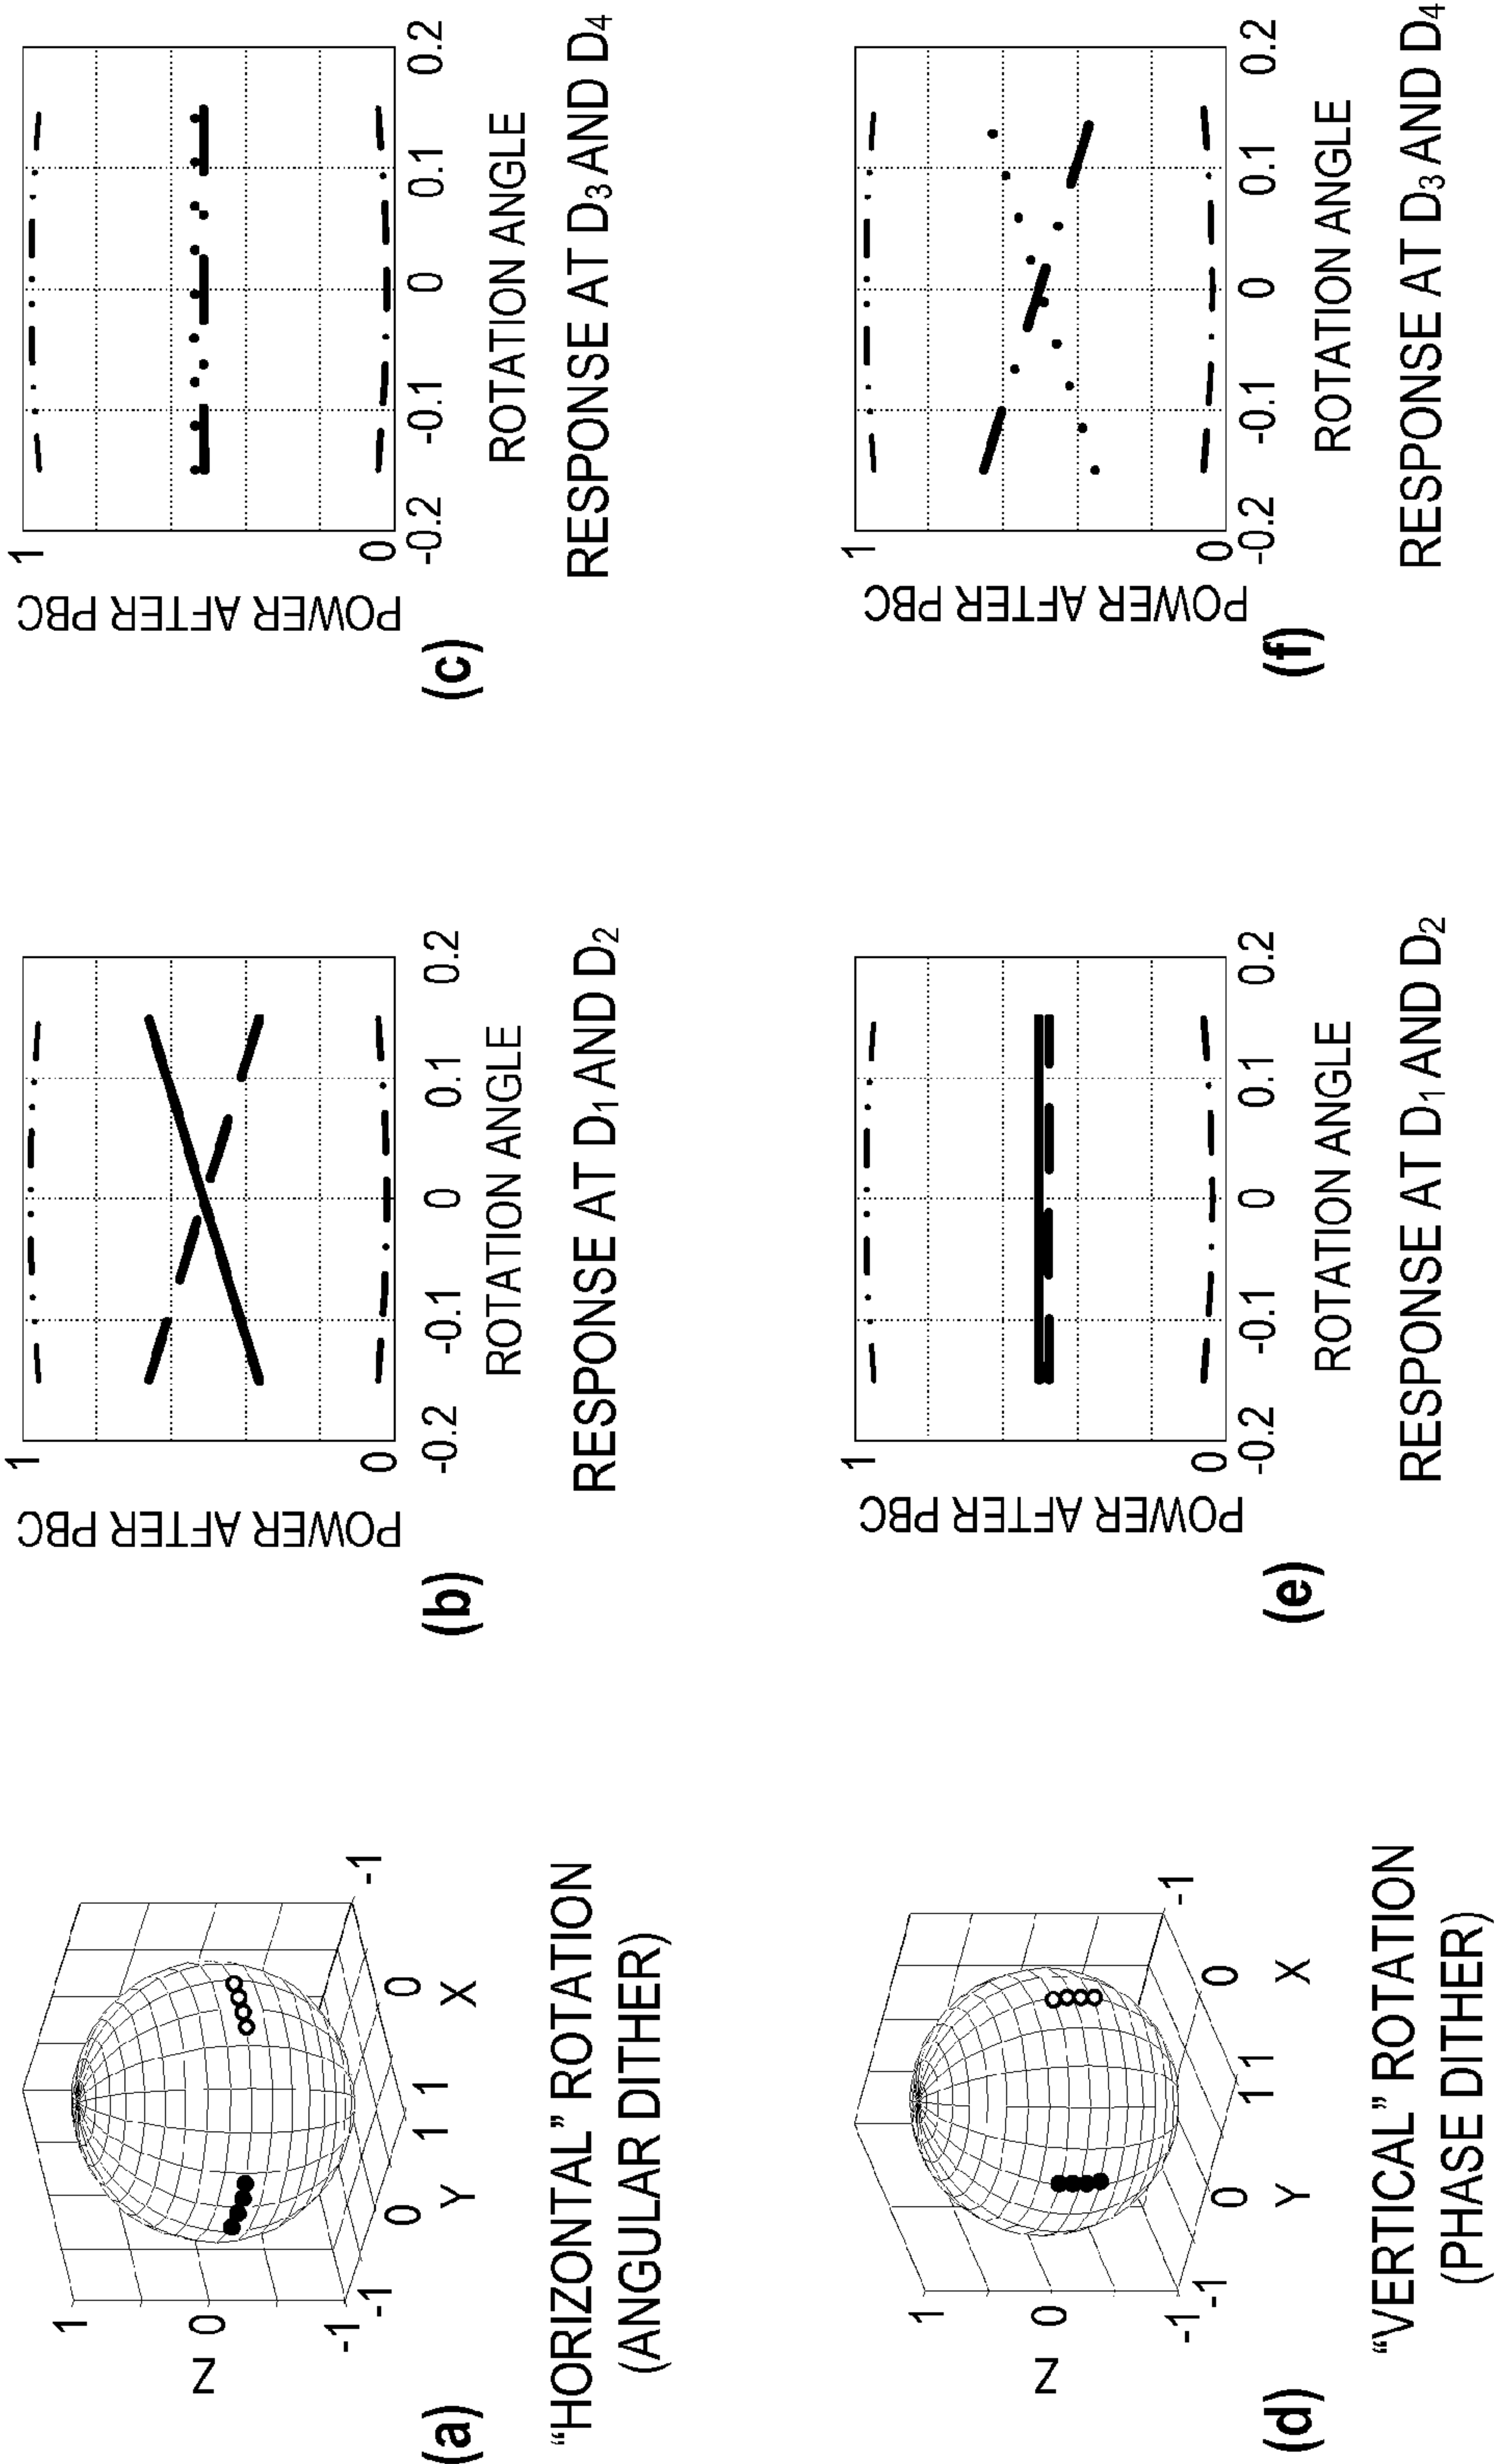 1
0
-1
Z
-1
0
1
Y
1
0
-1
X
(a)
“HORIZONTAL” ROTATION
(ANGULAR DITHER)
POWER AFTER PBC
1
0
-0.2
-0.1
0
0.1
0.2
ROTATION ANGLE
(b)
RESPONSE AT D1 AND D2
POWER AFTER PBC
1
0
-0.2
-0.1
0
0.1
0.2
ROTATION ANGLE
(c)
RESPONSE AT D3 AND D4
1
0
-1
Z
-1
0
1
Y
1
0
-1
X
(d)
“VERTICAL” ROTATION
(PHASE DITHER)
POWER AFTER PBC
1
0
-0.2
-0.1
0
0.1
0.2
ROTATION ANGLE
(e)
RESPONSE AT D1 AND D2
POWER AFTER PBC
1
0
-0.2
-0.1
0
0.1
0.2
ROTATION ANGLE
(f)
RESPONSE AT D3 AND D4